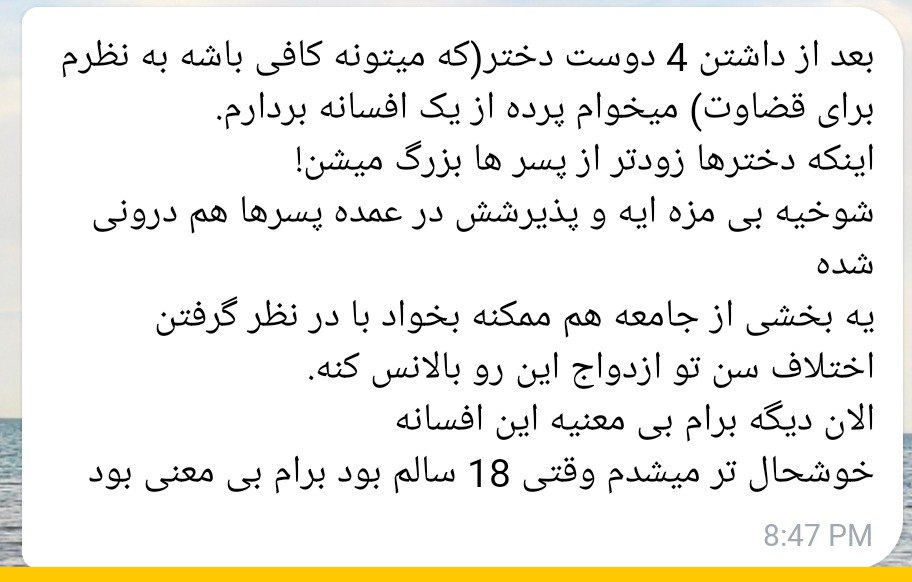 بعد از داشتن 4 دوست دختر(که میتونه کافی باشه به نظرم
برای قضاوت) میخوام پرده از یک افسانه بردارم.
اینکه دخترها زودتر از پسر ها بزرگ میشن!
شوخیه بی مزه ایه و پذیرشش در عمده پسرها هم درونی
شده
یه بخشی از جامعه هم ممکنه بخواد با در نظر گرفتن
اختلاف سن تو ازدواج این رو بالانس کنه.
الان دیگه برام بی معنیه این افسانه
خوشحال تر میشدم وقتی 18 سالم بود برام بی معنی بود
8:47 PM